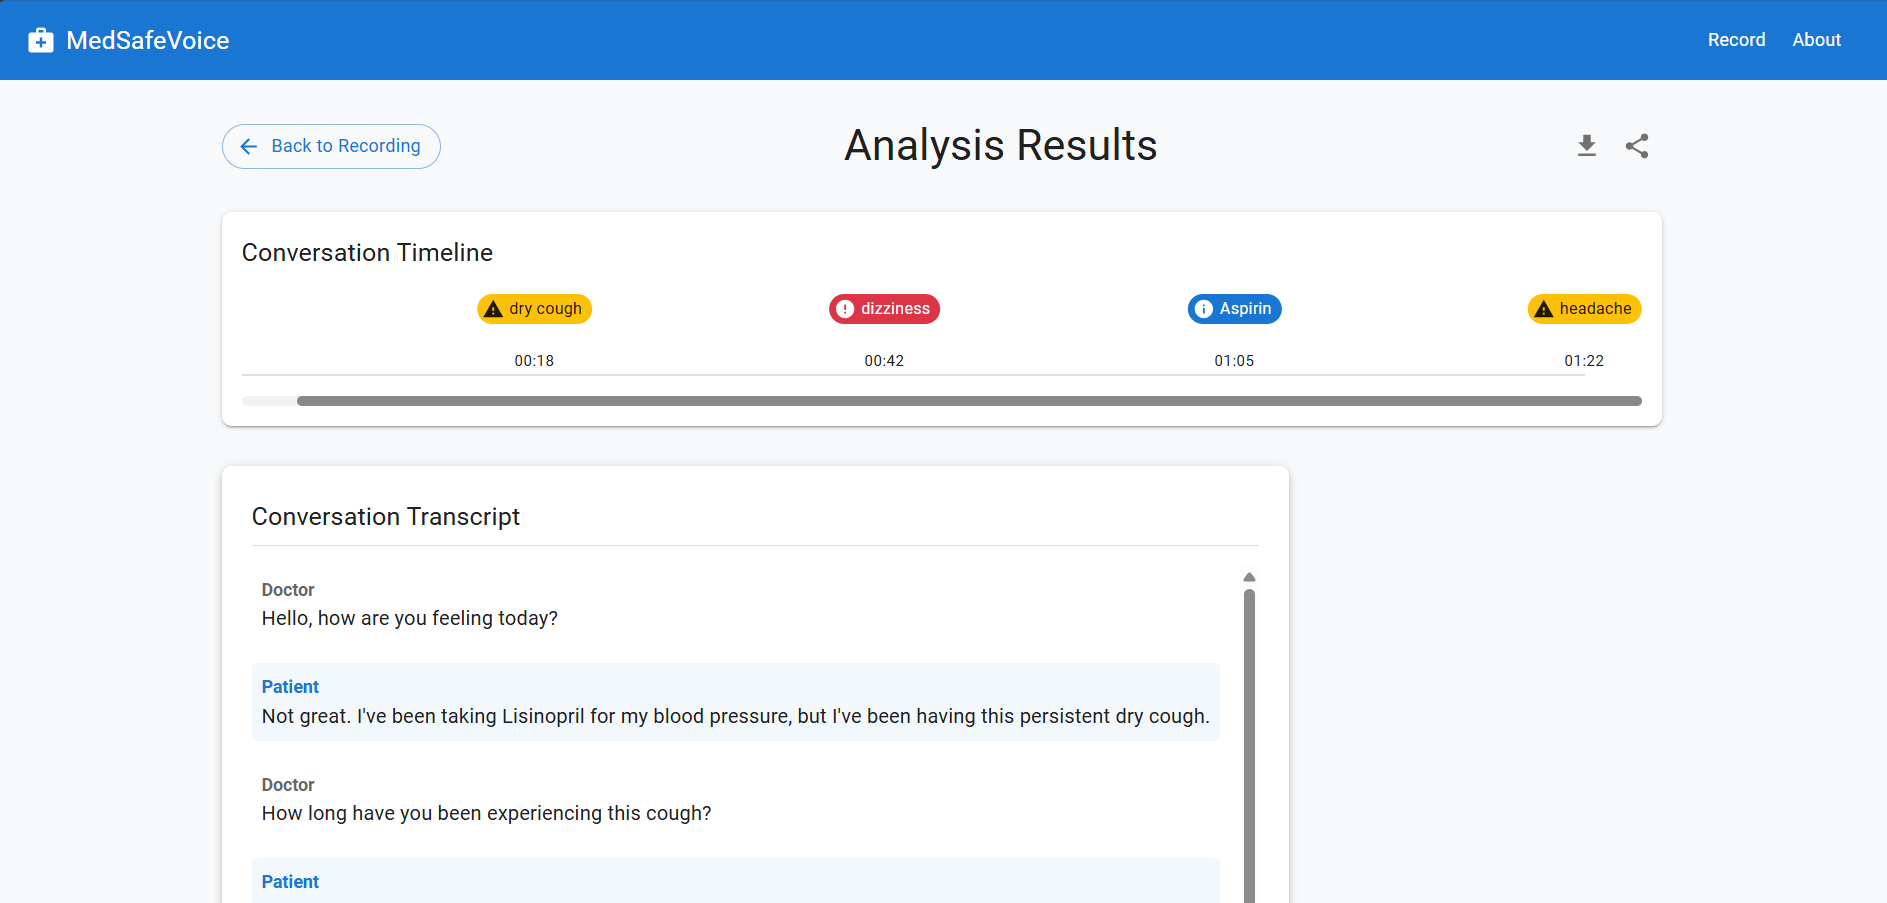 MedSafeVoice
Record
About
Back to Recording
Analysis Results
Conversation Timeline
dry cough
dizziness
Aspirin
headache
00:18
00:42
01:05
01:22
Conversation Transcript
Doctor
Hello, how are you feeling today?
Patient
Not great. I've been taking Lisinopril for my blood pressure, but I've been having this persistent dry cough.
Doctor
How long have you been experiencing this cough?
Patient